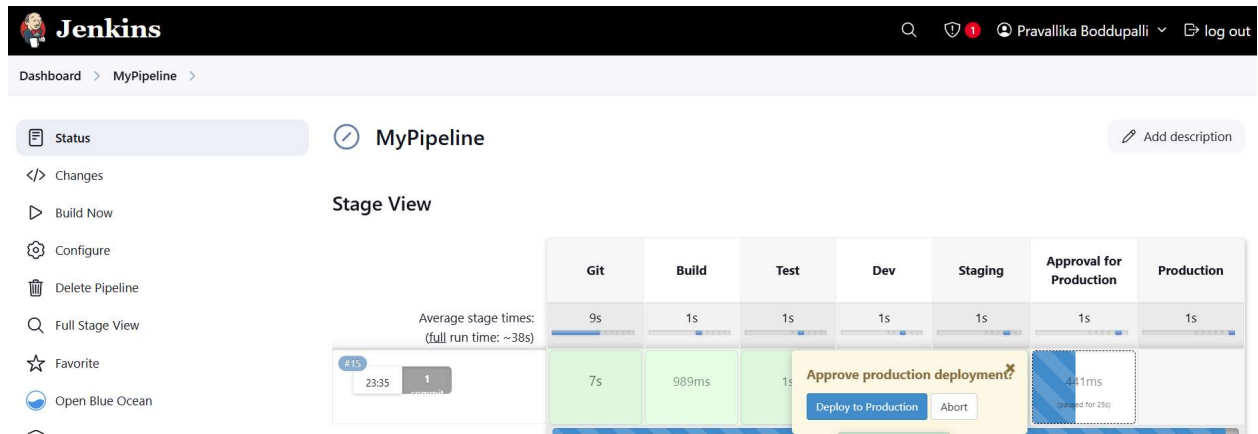 Jenkins
1
Pravallika Boddupalli
log out
Dashboard > MyPipeline >
Status
Changes
Build Now
Configure
Delete Pipeline
Full Stage View
Favorite
Open Blue Ocean
MyPipeline
Add description
Stage View
Git Build Test Dev Staging Approval for Production Production
Average stage times:
(full run time: ~38s)
9s 1s 1s 1s 1s 1s 1s
#15
23:35
1
commit
7s 989ms 1s
Approve production deployment?
Deploy to Production Abort
441ms
(paused for 25s)